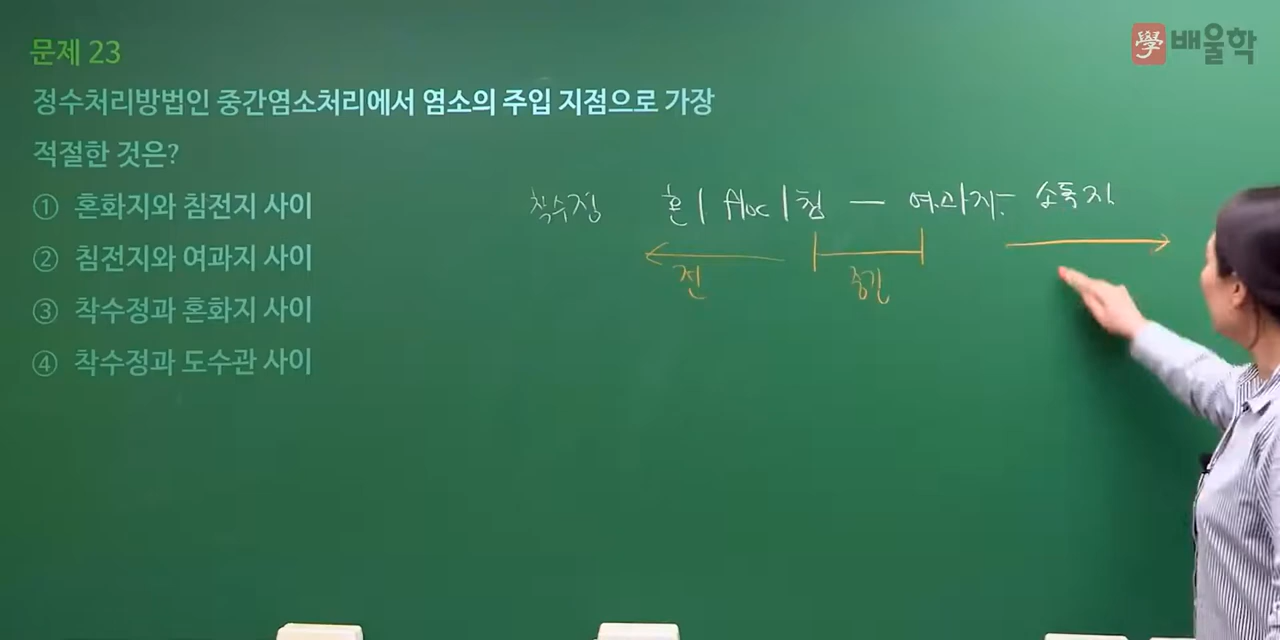 學 배울학
문제 23
정수처리방법인 중간염소처리에서 염소의 주입 지점으로 가장
적절한 것은?
① 혼화지와 침전지 사이
② 침전지와 여과지 사이
③ 착수정과 혼화지 사이
④ 착수정과 도수관 사이
착수정 혼 | floc | 침 — 여과지 - 소독지
전 중간